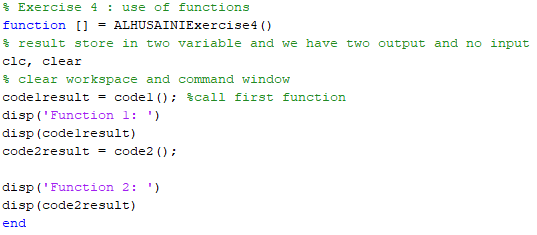 % Exercise 4 : use of functions
function [] = ALHUSAINIExercise4()
% result store in two variable and we have two output and no input
clc, clear
% clear workspace and command window
code1result = code1(); %call first function
disp('Function 1: ')
disp(code1result)
code2result = code2();
disp('Function 2: ')
disp(code2result)
end